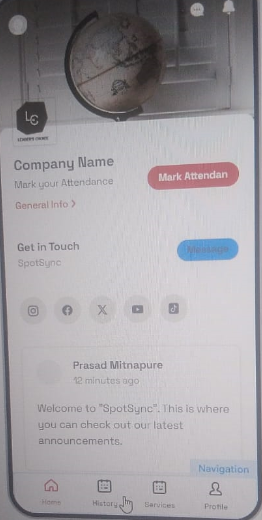 LC
Company Name
Mark your Attendance
Mark Attendan
General Info >
Get in Touch
SpotSync
Message
Prasad Mitnapure
12 minutes ago
Welcome to "SpotSync". This is where
you can check out our latest
announcements.
Navigation
Home
History
Services
Profile